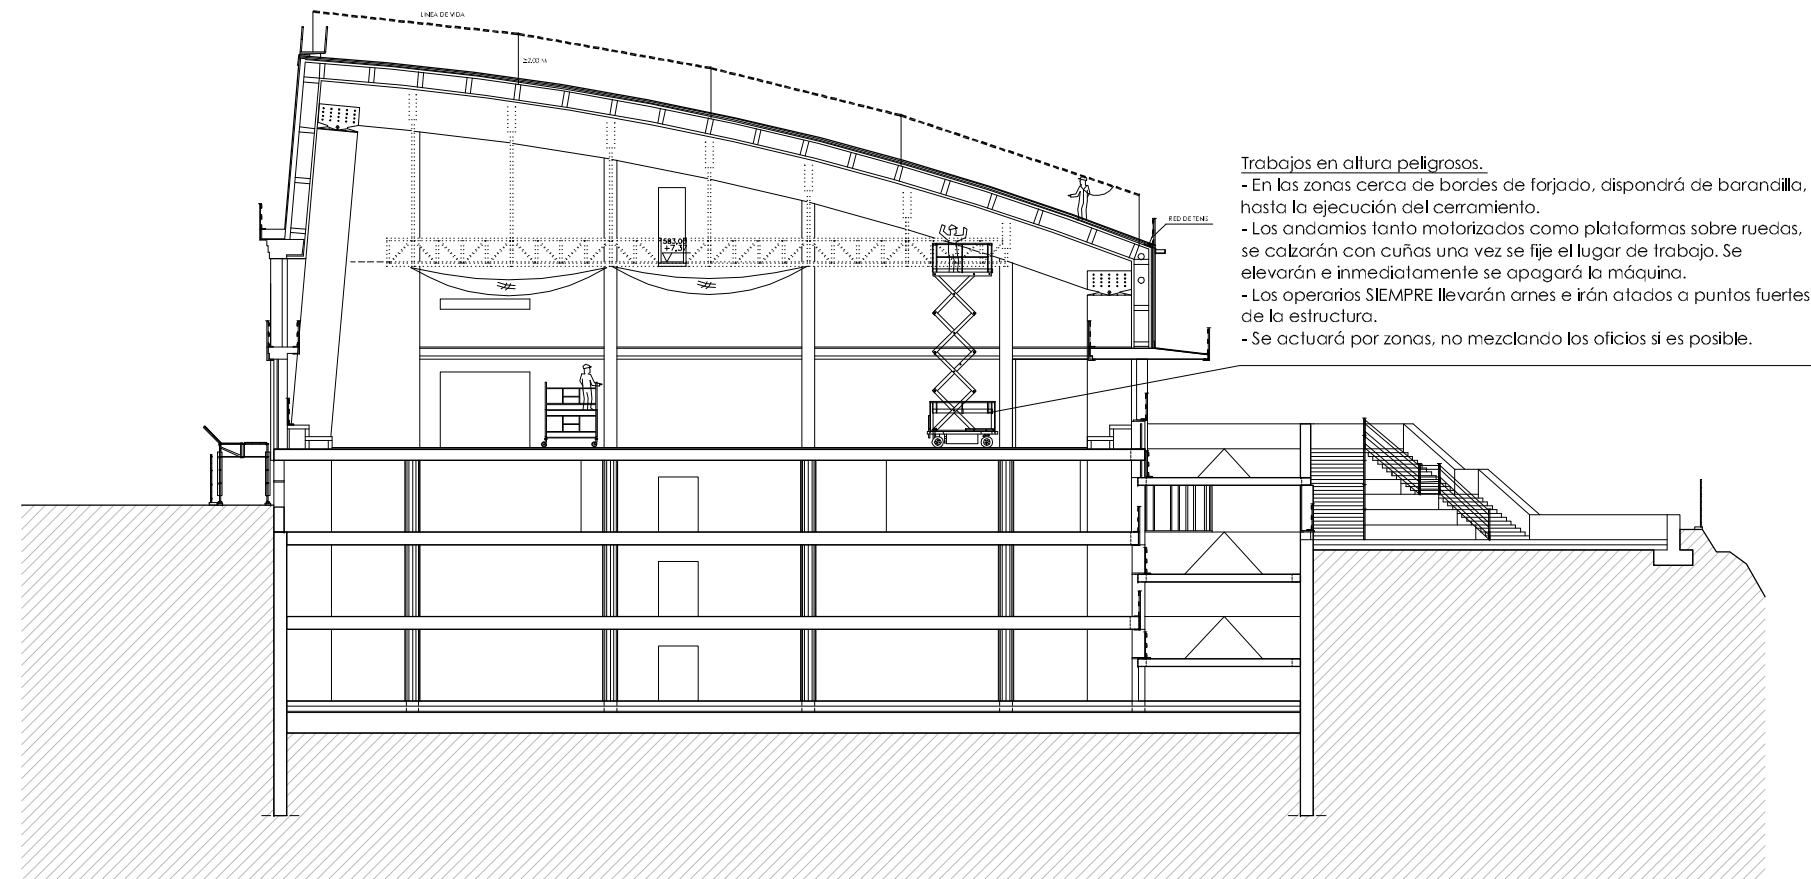 LINEA DE VIDA
≥2.00 M
Trabajos en altura peligrosos.
- En las zonas cerca de bordes de forjado, dispondrá de barandilla,
hasta la ejecución del cerramiento.
- Los andamios tanto motorizados como plataformas sobre ruedas,
se calzarán con cuñas una vez se fije el lugar de trabajo. Se
elevarán e inmediatamente se apagará la máquina.
- Los operarios SIEMPRE llevarán arnes e irán atados a puntos fuertes
de la estructura.
- Se actuará por zonas, no mezclando los oficios si es posible.
RED DE TENIS